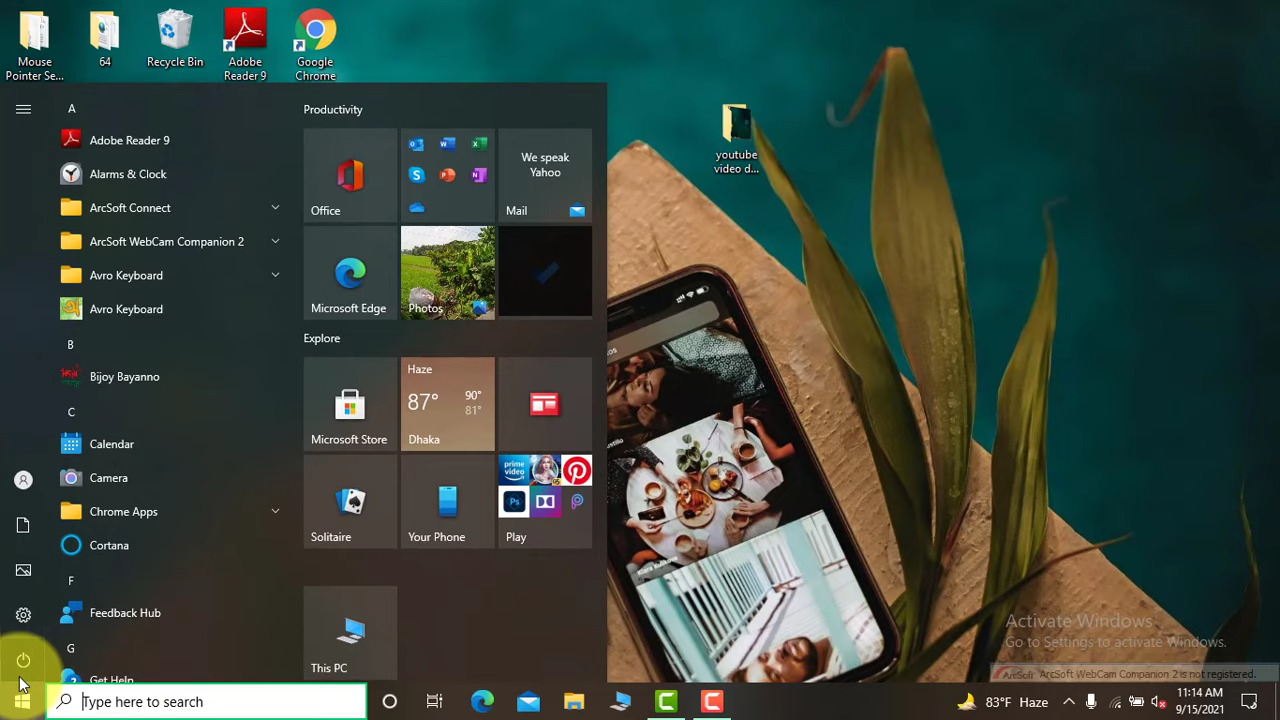 Mouse
Pointer Se...
64
Recycle Bin
Adobe
Reader 9
Google
Chrome
youtube
video d...
A
Adobe Reader 9
Alarms & Clock
ArcSoft Connect
ArcSoft WebCam Companion 2
Avro Keyboard
Avro Keyboard
B
Bijoy Bayanno
C
Calendar
Camera
Chrome Apps
Cortana
F
Feedback Hub
G
Get Help
Productivity
Office
We speak
Yahoo
Mail
Microsoft Edge
Photos
Explore
Microsoft Store
Haze
87° 90°
81°
Dhaka
Solitaire
Your Phone
prime video
Ps
Play
This PC
Activate Windows
Go to Settings to activate Windows.
ArcSoft ArcSoft WebCam Companion 2 is not registered.
Type here to search
83°F Haze
11:14 AM
9/15/2021